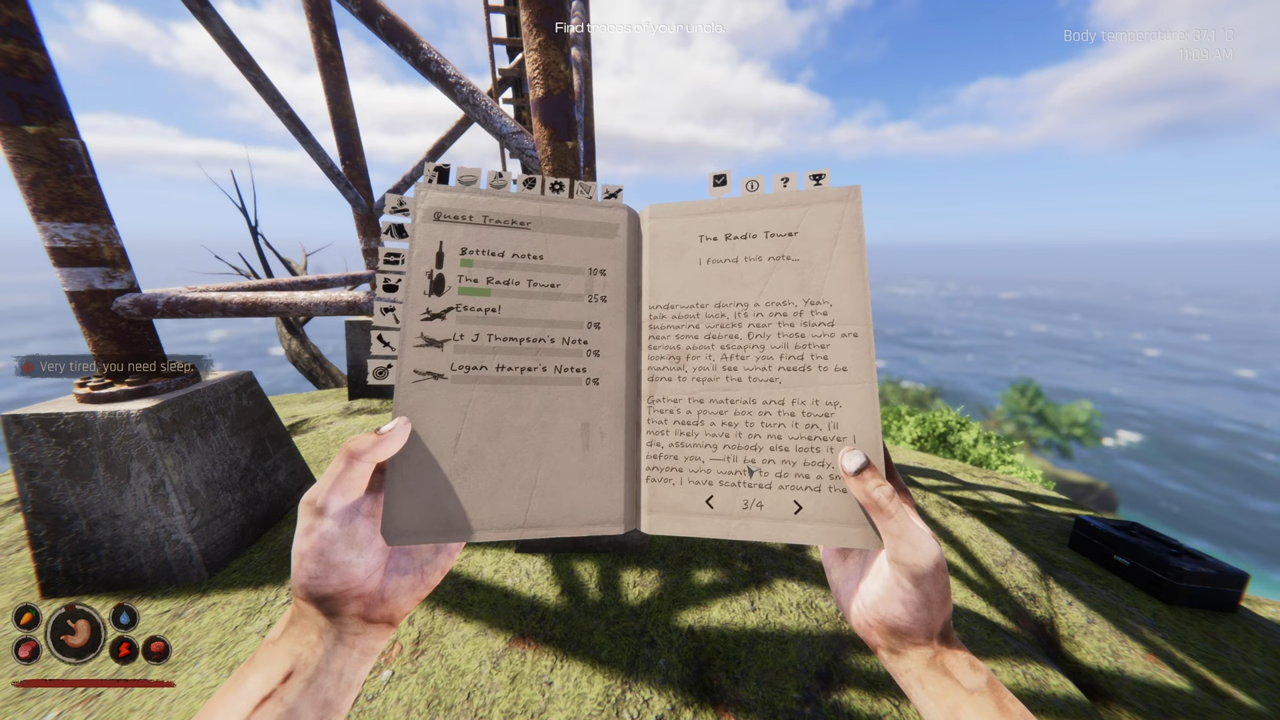 Find traces of your uncle.
Body temperature: 37.1 °C
11:09 AM
Very tired, you need sleep.
Quest Tracker
Bottled notes
10%
The Radio Tower
25%
Escape!
0%
Lt J Thompson's Note
0%
Logan Harper's Notes
0%
The Radio Tower
I found this note...
underwater during a crash. Yeah,
talk about luck. It's in one of the
submarine wrecks near the island
near some debree. Only those who are
serious about escaping will bother
looking for it. After you find the
manual, you'll see what needs to be
done to repair the tower.
Gather the materials and fix it up.
There's a power box on the tower
that needs a key to turn it on. I'll
most likely have it on me whenever I
die, assuming nobody else loots it
before you, —it'll be on my body.
anyone who wants to do me a
favor, I have scattered around the
3/4